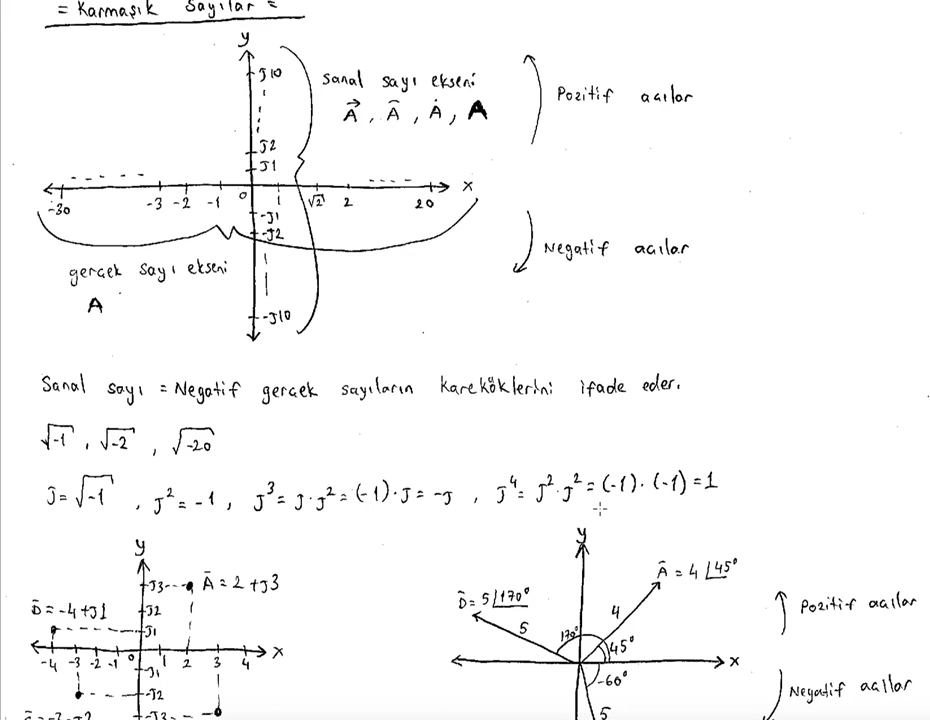 = Karmaşık Sayılar =
y
J10
Sanal sayı ekseni
A⃗ , Ā , Ȧ , A
Pozitif açılar
J2
J1
-30 -3 -2 -1 0 1 √2 2 20 x
-J1
-J2
Negatif açılar
gerçek sayı ekseni
A
-J10
Sanal sayı = Negatif gerçek sayıların kareköklerini ifade eder.
√-1 , √-2 , √-20
J = √-1 , J² = -1 , J³ = J · J² = (-1) · J = -J , J⁴ = J² · J² = (-1) · (-1) = 1
y
J3 Ā = 2 + J3
D̄ = -4 + J1 J2
J1
-4 -3 -2 -1 0 1 2 3 4 x
-J1
-J2
-J3
y
Ā = 4 ∠45°
D̄ = 5 ∠170°
4
5
170° 45°
x
-60°
5
Pozitif açılar
Negatif açılar